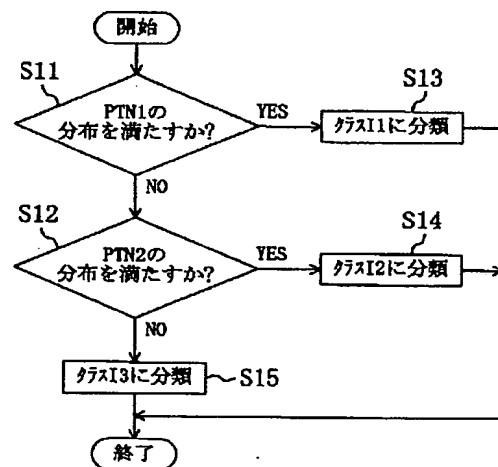 開始
S11
PTN1の
分布を満たすか?
YES
S13
クラスI1に分類
NO
S12
PTN2の
分布を満たすか?
YES
S14
クラスI2に分類
NO
クラスI3に分類
S15
終了